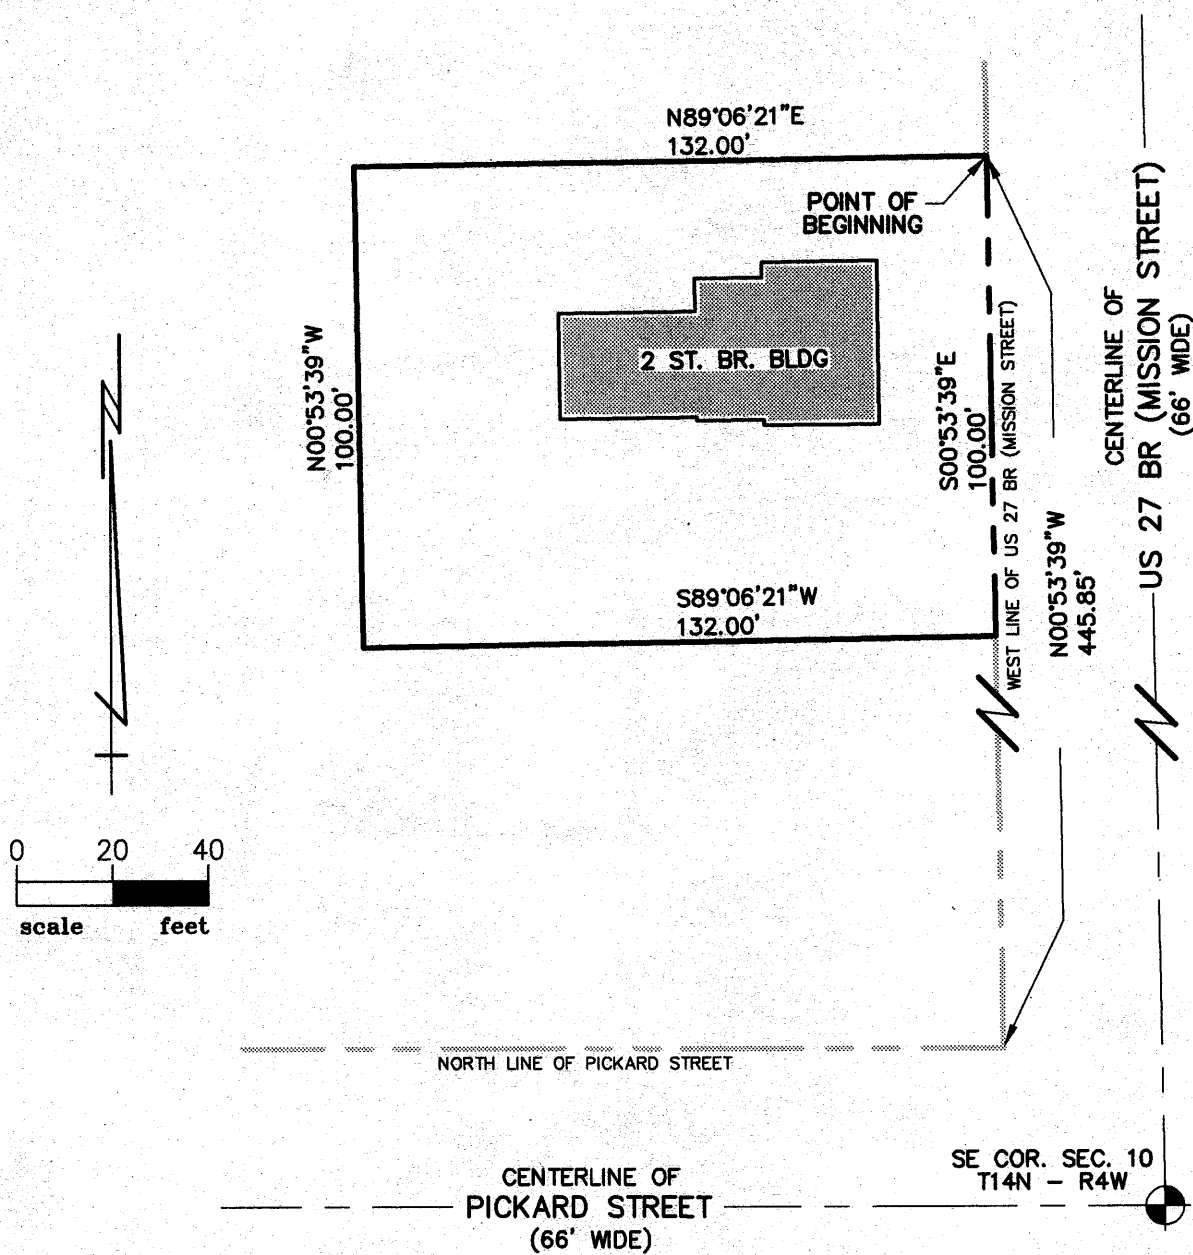 N89°06'21"E
132.00'
POINT OF
BEGINNING
2 ST. BR. BLDG
N00°53'39"W
100.00'
S00°53'39"E
100.00'
WEST LINE OF US 27 BR (MISSION STREET)
N00°53'39"W
445.85'
CENTERLINE OF
US 27 BR (MISSION STREET)
(66' WIDE)
S89°06'21"W
132.00'
N
0 20 40
scale feet
NORTH LINE OF PICKARD STREET
SE COR. SEC. 10
T14N – R4W
CENTERLINE OF
PICKARD STREET
(66' WIDE)